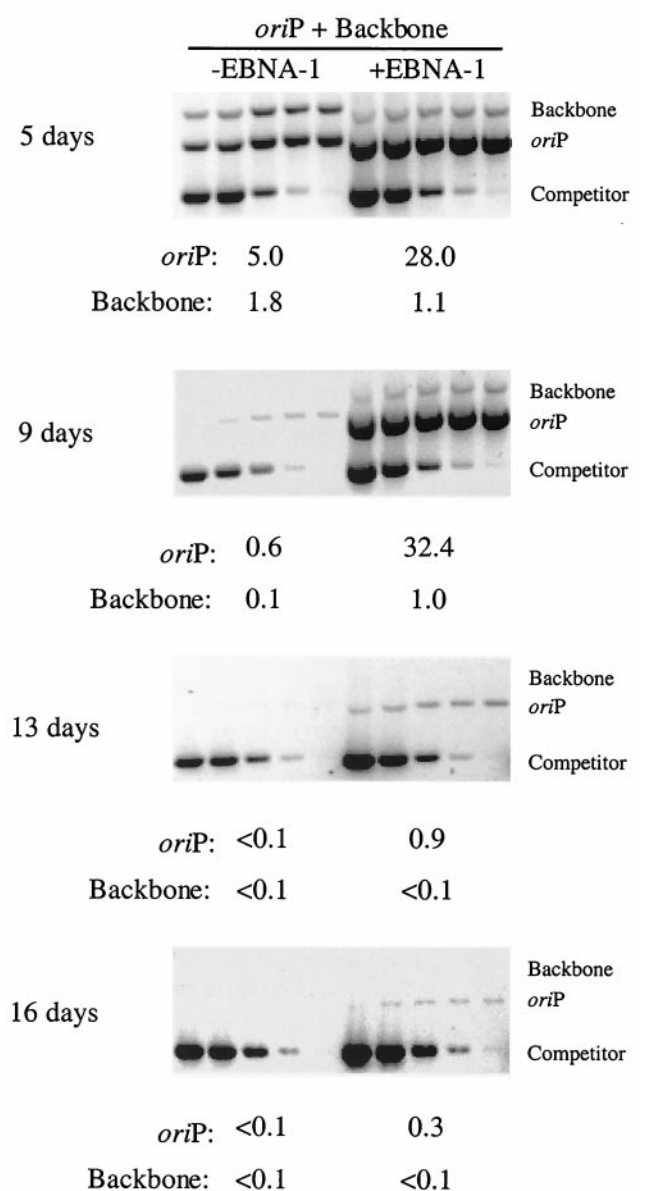 oriP + Backbone
-EBNA-1 +EBNA-1
5 days
Backbone
oriP
Competitor
oriP: 5.0 28.0
Backbone: 1.8 1.1
9 days
Backbone
oriP
Competitor
oriP: 0.6 32.4
Backbone: 0.1 1.0
13 days
Backbone
oriP
Competitor
oriP: <0.1 0.9
Backbone: <0.1 <0.1
16 days
Backbone
oriP
Competitor
oriP: <0.1 0.3
Backbone: <0.1 <0.1